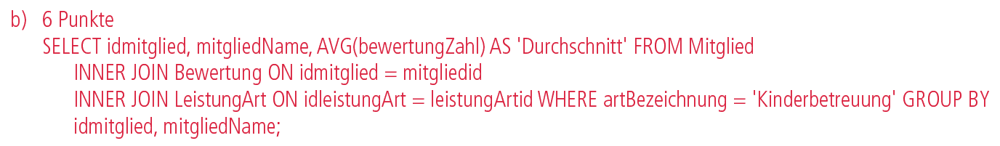 b) 6 Punkte
SELECT idmitglied, mitgliedName, AVG(bewertungZahl) AS 'Durchschnitt' FROM Mitglied
INNER JOIN Bewertung ON idmitglied = mitgliedid
INNER JOIN LeistungArt ON idleistungArt = leistungArtid WHERE artBezeichnung = 'Kinderbetreuung' GROUP BY
idmitglied, mitgliedName;